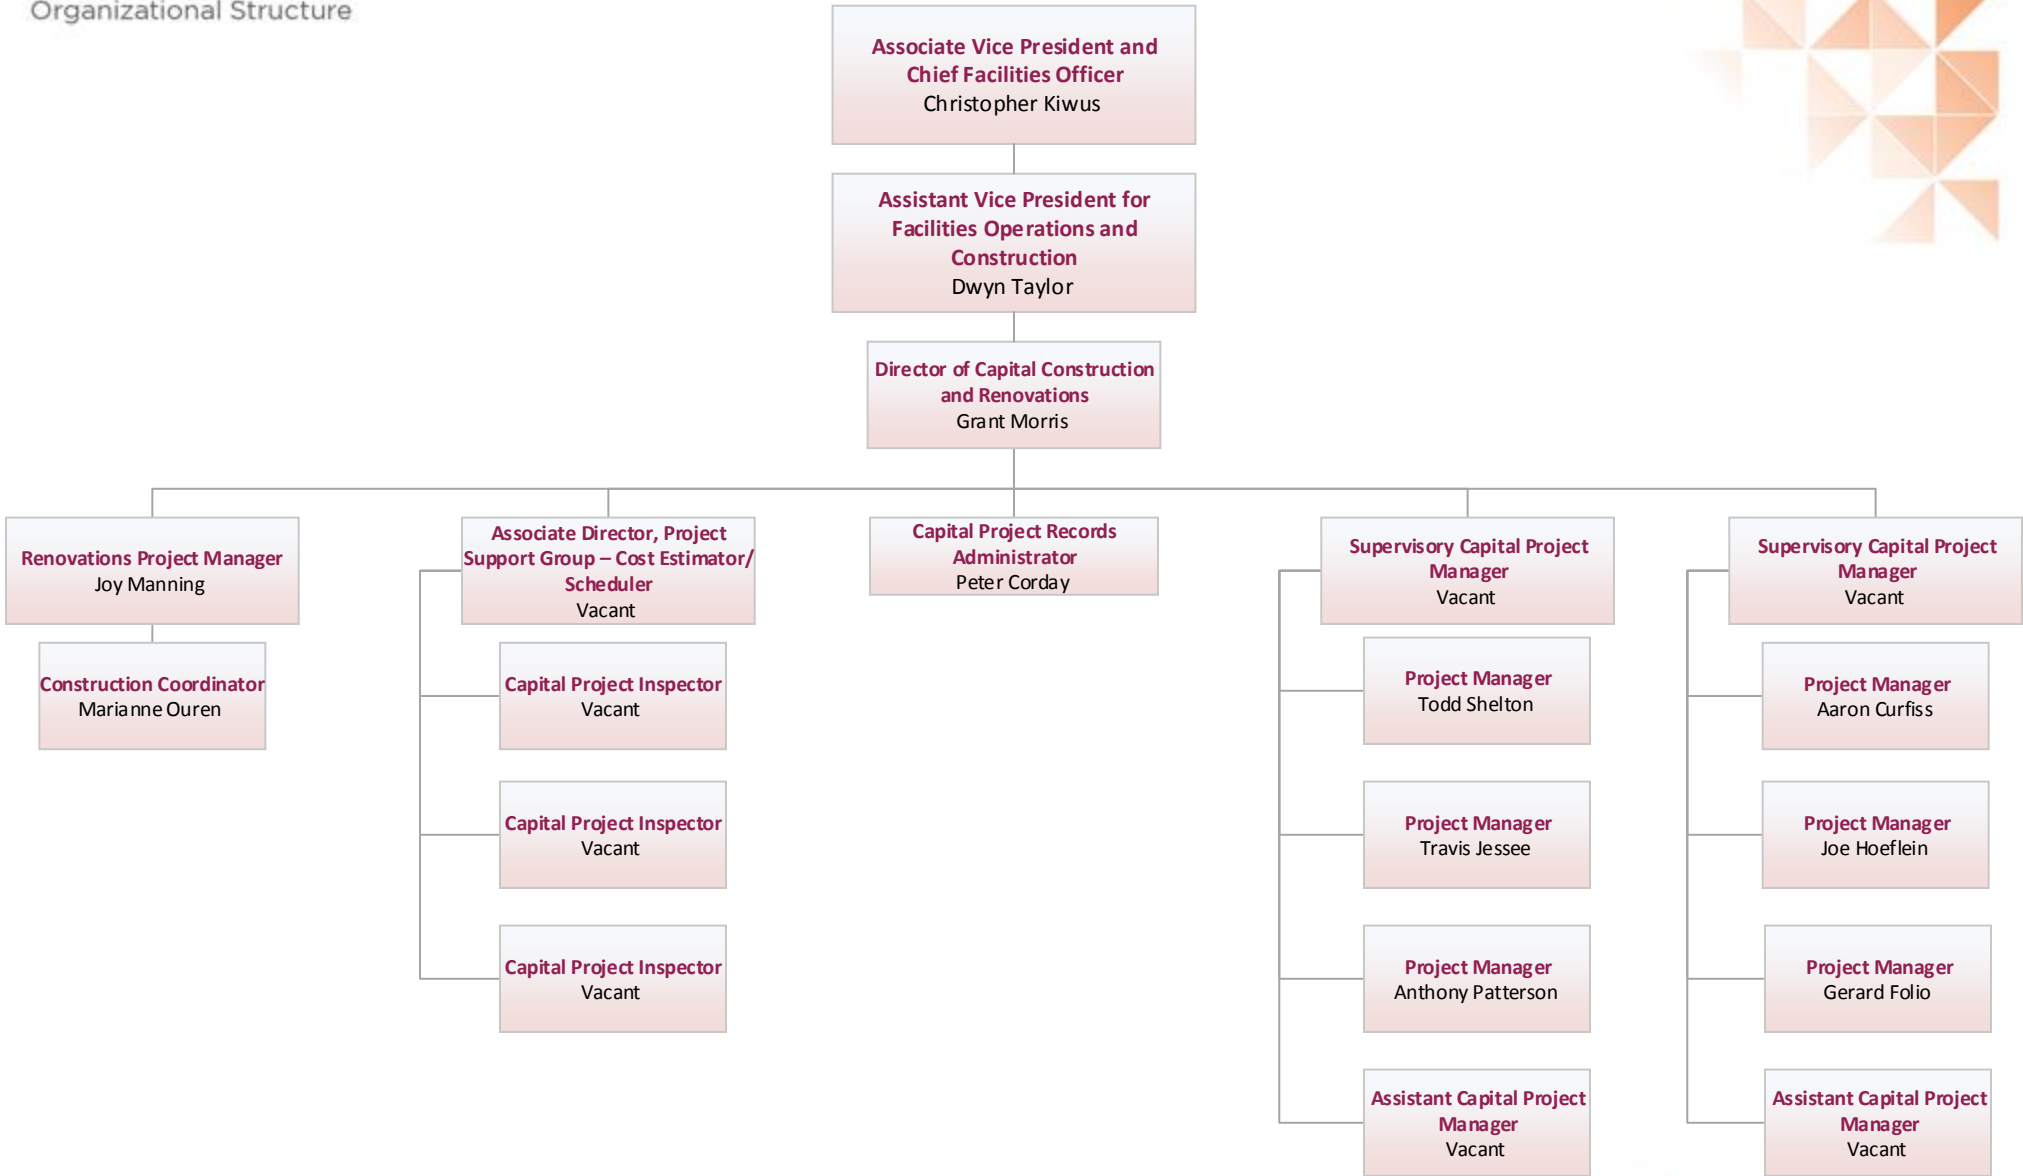 Organizational Structure
Associate Vice President and
Chief Facilities Officer
Christopher Kiwus
Assistant Vice President for
Facilities Operations and
Construction
Dwyn Taylor
Director of Capital Construction
and Renovations
Grant Morris
Renovations Project Manager
Joy Manning
Construction Coordinator
Marianne Ouren
Associate Director, Project
Support Group – Cost Estimator/
Scheduler
Vacant
Capital Project Inspector
Vacant
Capital Project Inspector
Vacant
Capital Project Inspector
Vacant
Capital Project Records
Administrator
Peter Corday
Supervisory Capital Project
Manager
Vacant
Project Manager
Todd Shelton
Project Manager
Travis Jessee
Project Manager
Anthony Patterson
Assistant Capital Project
Manager
Vacant
Supervisory Capital Project
Manager
Vacant
Project Manager
Aaron Curfiss
Project Manager
Joe Hoeflein
Project Manager
Gerard Folio
Assistant Capital Project
Manager
Vacant